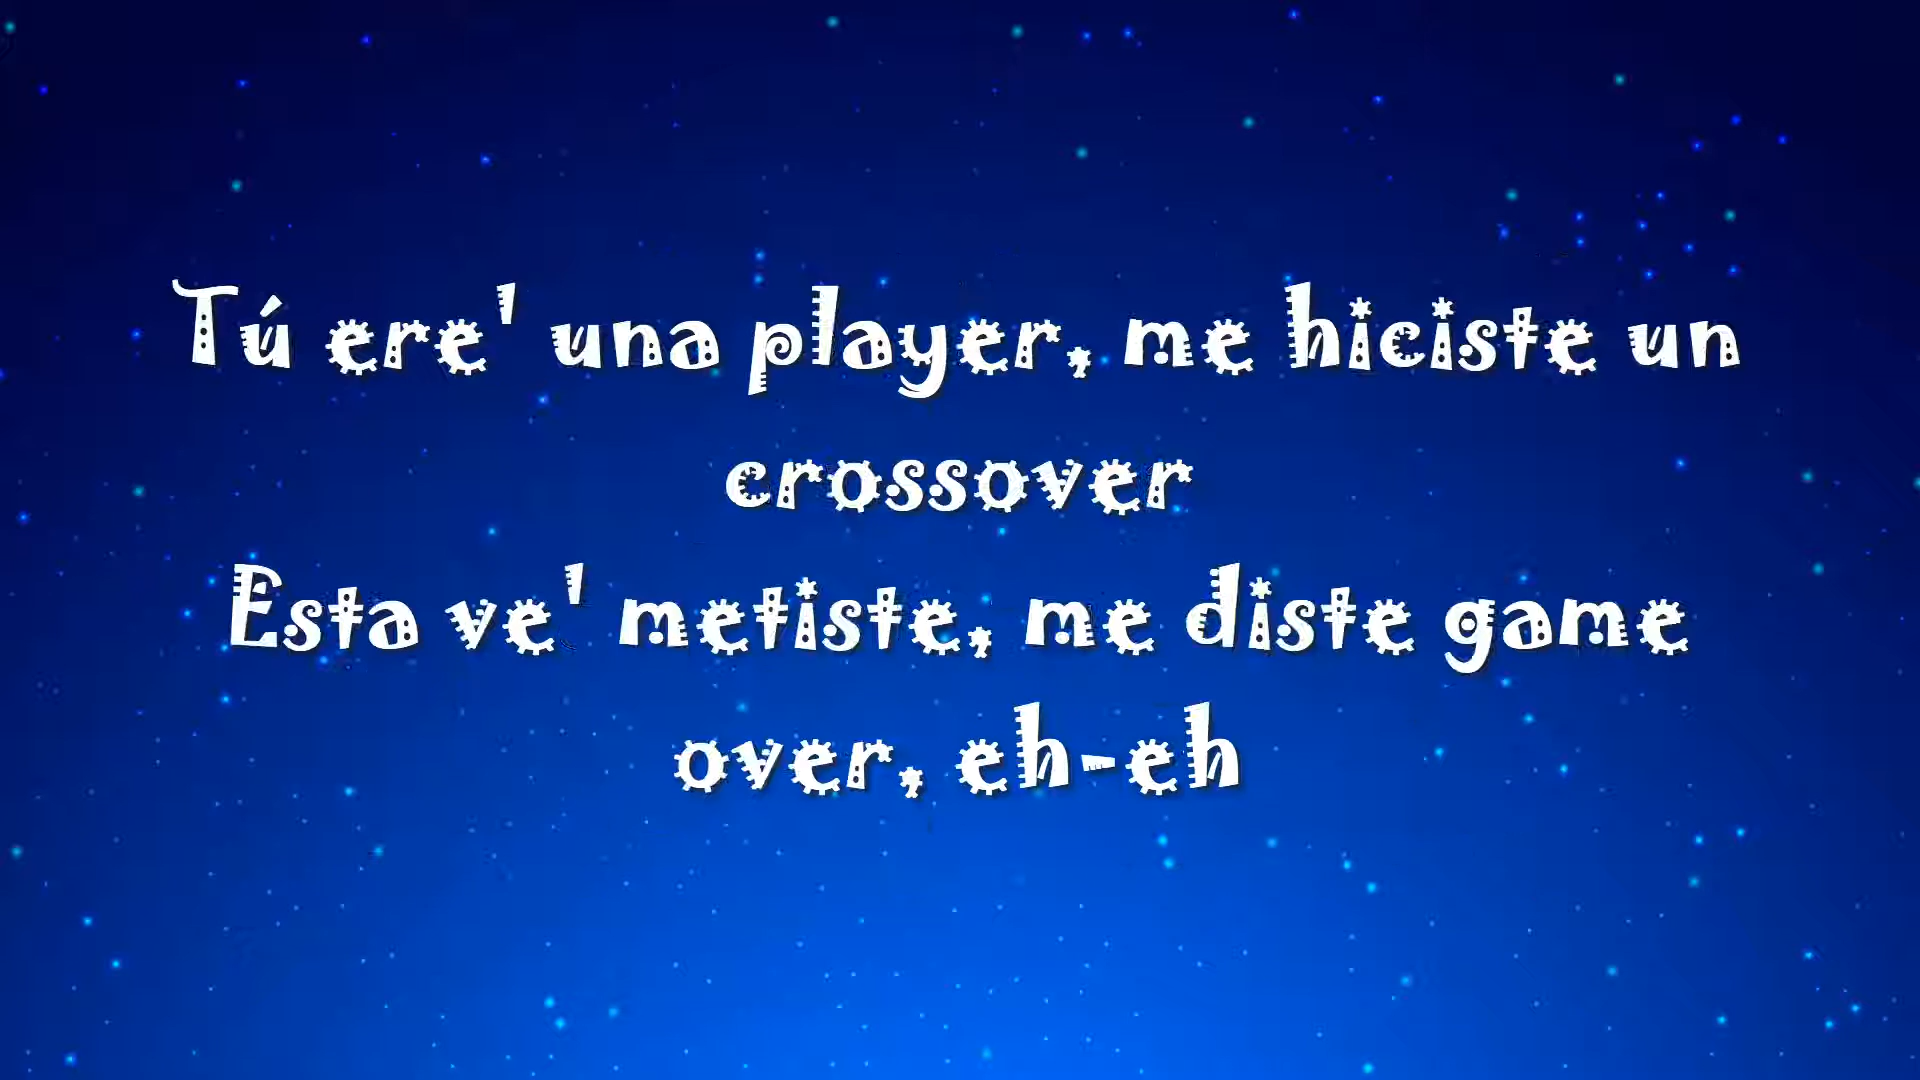 Tú ere' una player, me hiciste un
crossover
Esta ve' metiste, me diste game
over, eh-eh